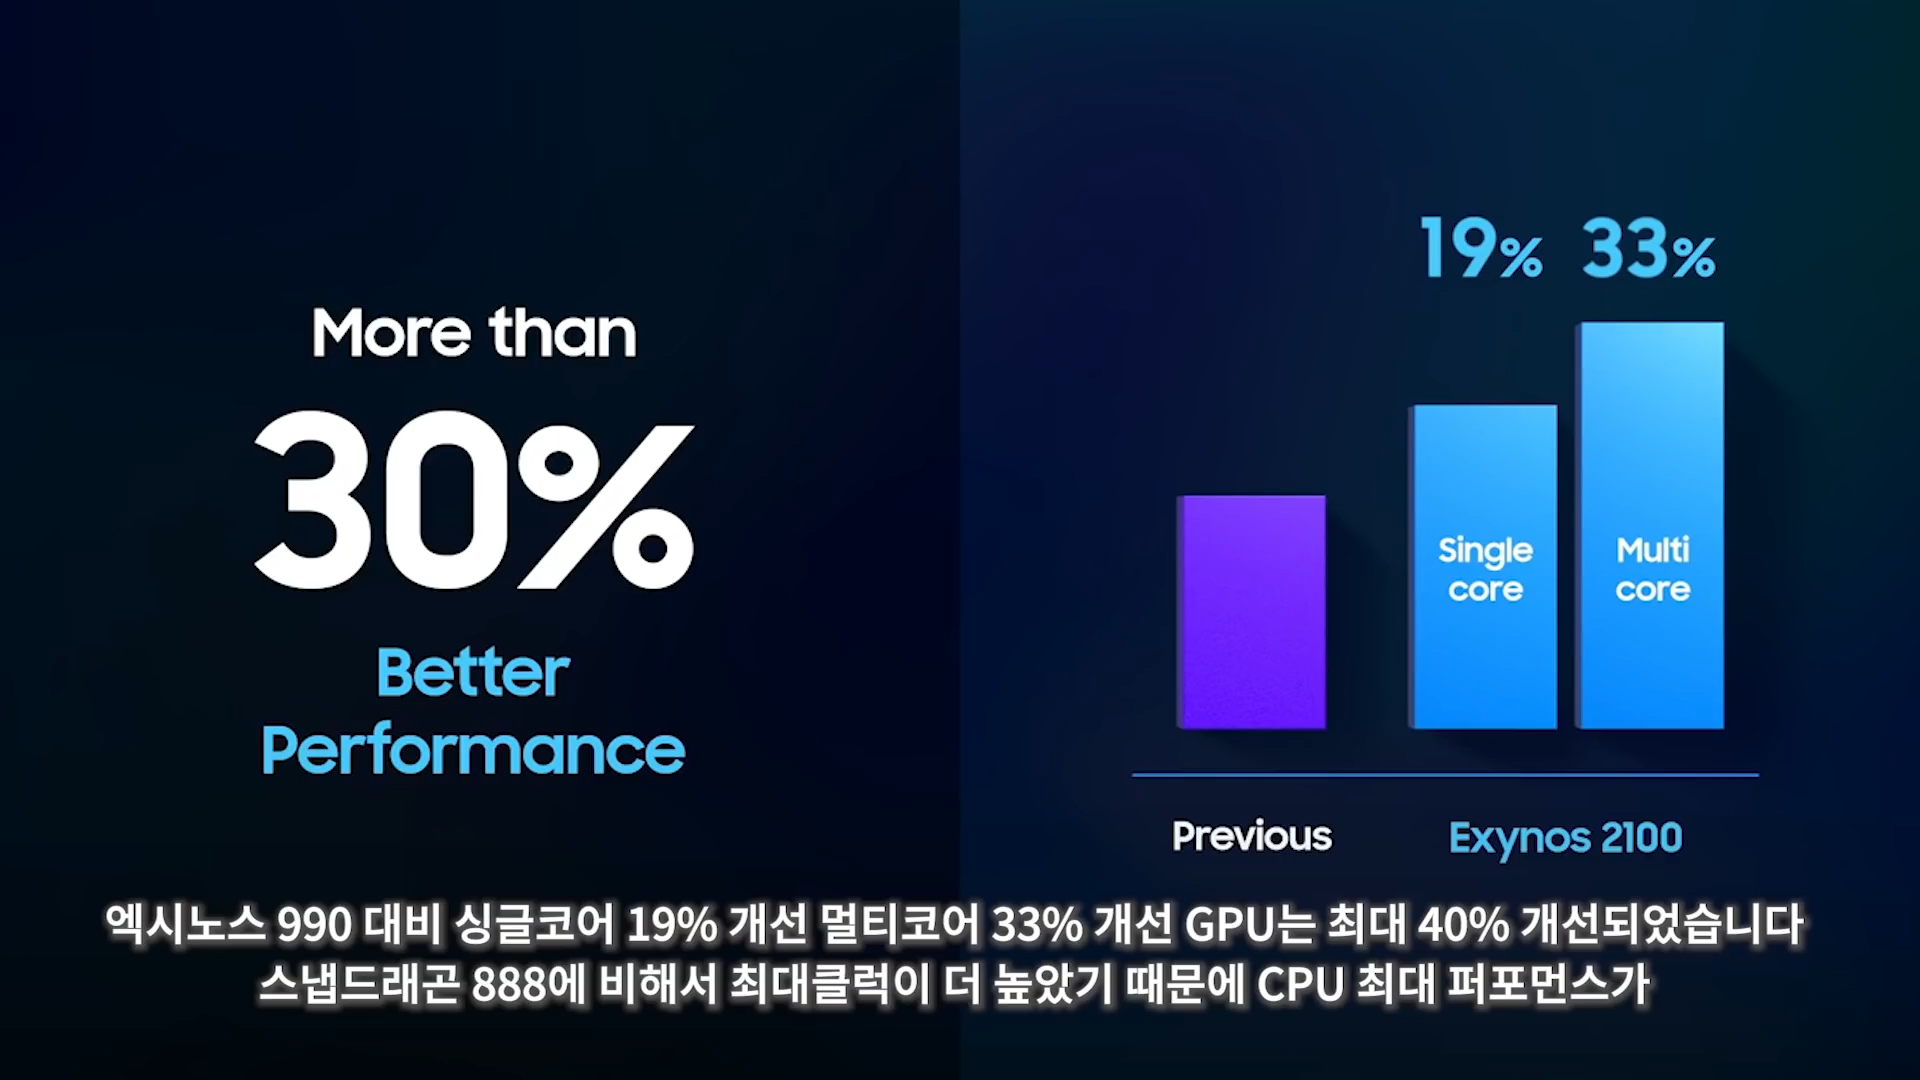 More than
30%
Better
Performance
19% 33%
Single
core
Multi
core
Previous
Exynos 2100
엑시노스 990 대비 싱글코어 19% 개선 멀티코어 33% 개선 GPU는 최대 40% 개선되었습니다
스냅드래곤 888에 비해서 최대클럭이 더 높았기 때문에 CPU 최대 퍼포먼스가